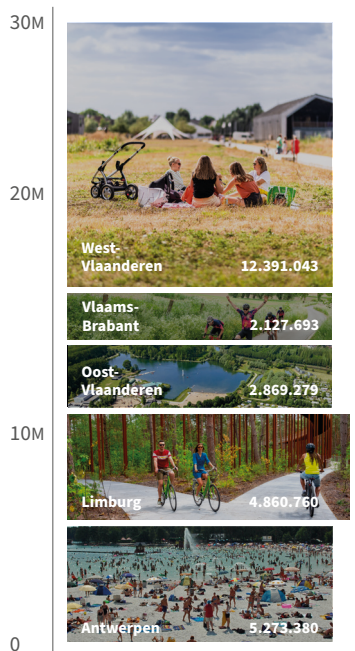 30M
20M
West-
Vlaanderen 12.391.043
Vlaams-
Brabant 2.127.693
Oost-
Vlaanderen 2.869.279
10M
Limburg 4.860.760
Antwerpen 5.273.380
0